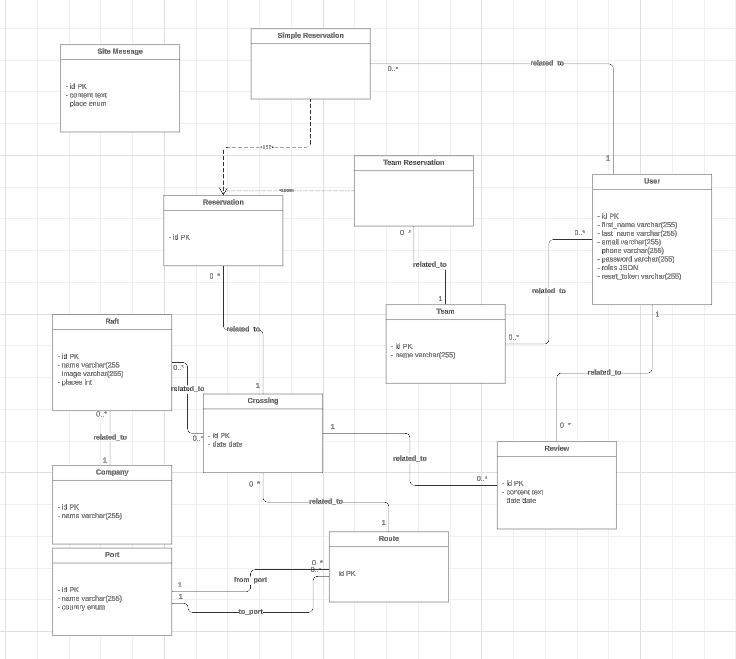 Simple Reservation
Site Message
- id PK
- content text
place enum
0..*
related_to
1
Team Reservation
User
- id PK
- first_name varchar(255)
- last_name varchar(255)
- email varchar(255)
phone varchar(255)
- password varchar(255)
- roles JSON
- reset_token varchar(255)
Reservation
- id PK
0 *
related_to
1
0..*
related_to
0..*
Team
- id PK
- name varchar(255)
0 *
related_to
1
Raft
- id PK
- name varchar(255
image varchar(255)
- places int
0..*
related_to
0..*
Crossing
- id PK
- date date
1
related_to
0..*
1
related_to
0 *
Review
- id PK
- content text
date date
0..*
related_to
1
Company
- id PK
- name varchar(255)
0 *
related_to
1
Route
id PK
Port
- id PK
- name varchar(255)
- country enum
1
from_port
0 *
1
to_port
0..*